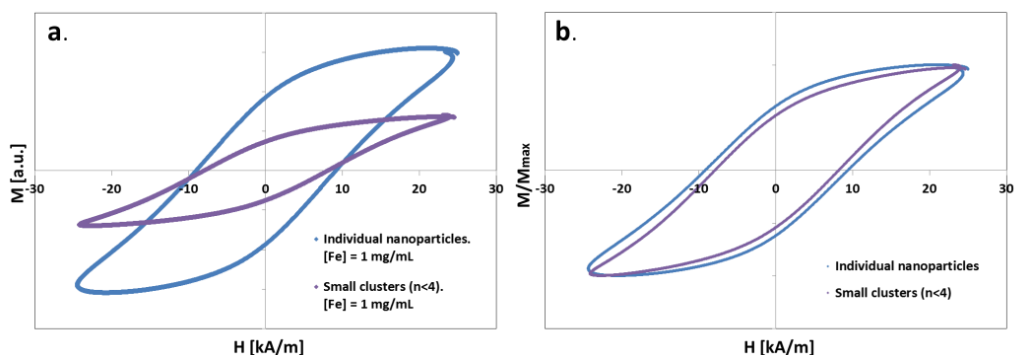 a.
M [a.u.]
-30 -20 -10 0 10 20 30
Individual nanoparticles.
[Fe] = 1 mg/mL
Small clusters (n<4).
[Fe] = 1 mg/mL
H [kA/m]
b.
M/Mmax
-30 -20 -10 0 10 20 30
Individual nanoparticles
Small clusters (n<4)
H [kA/m]